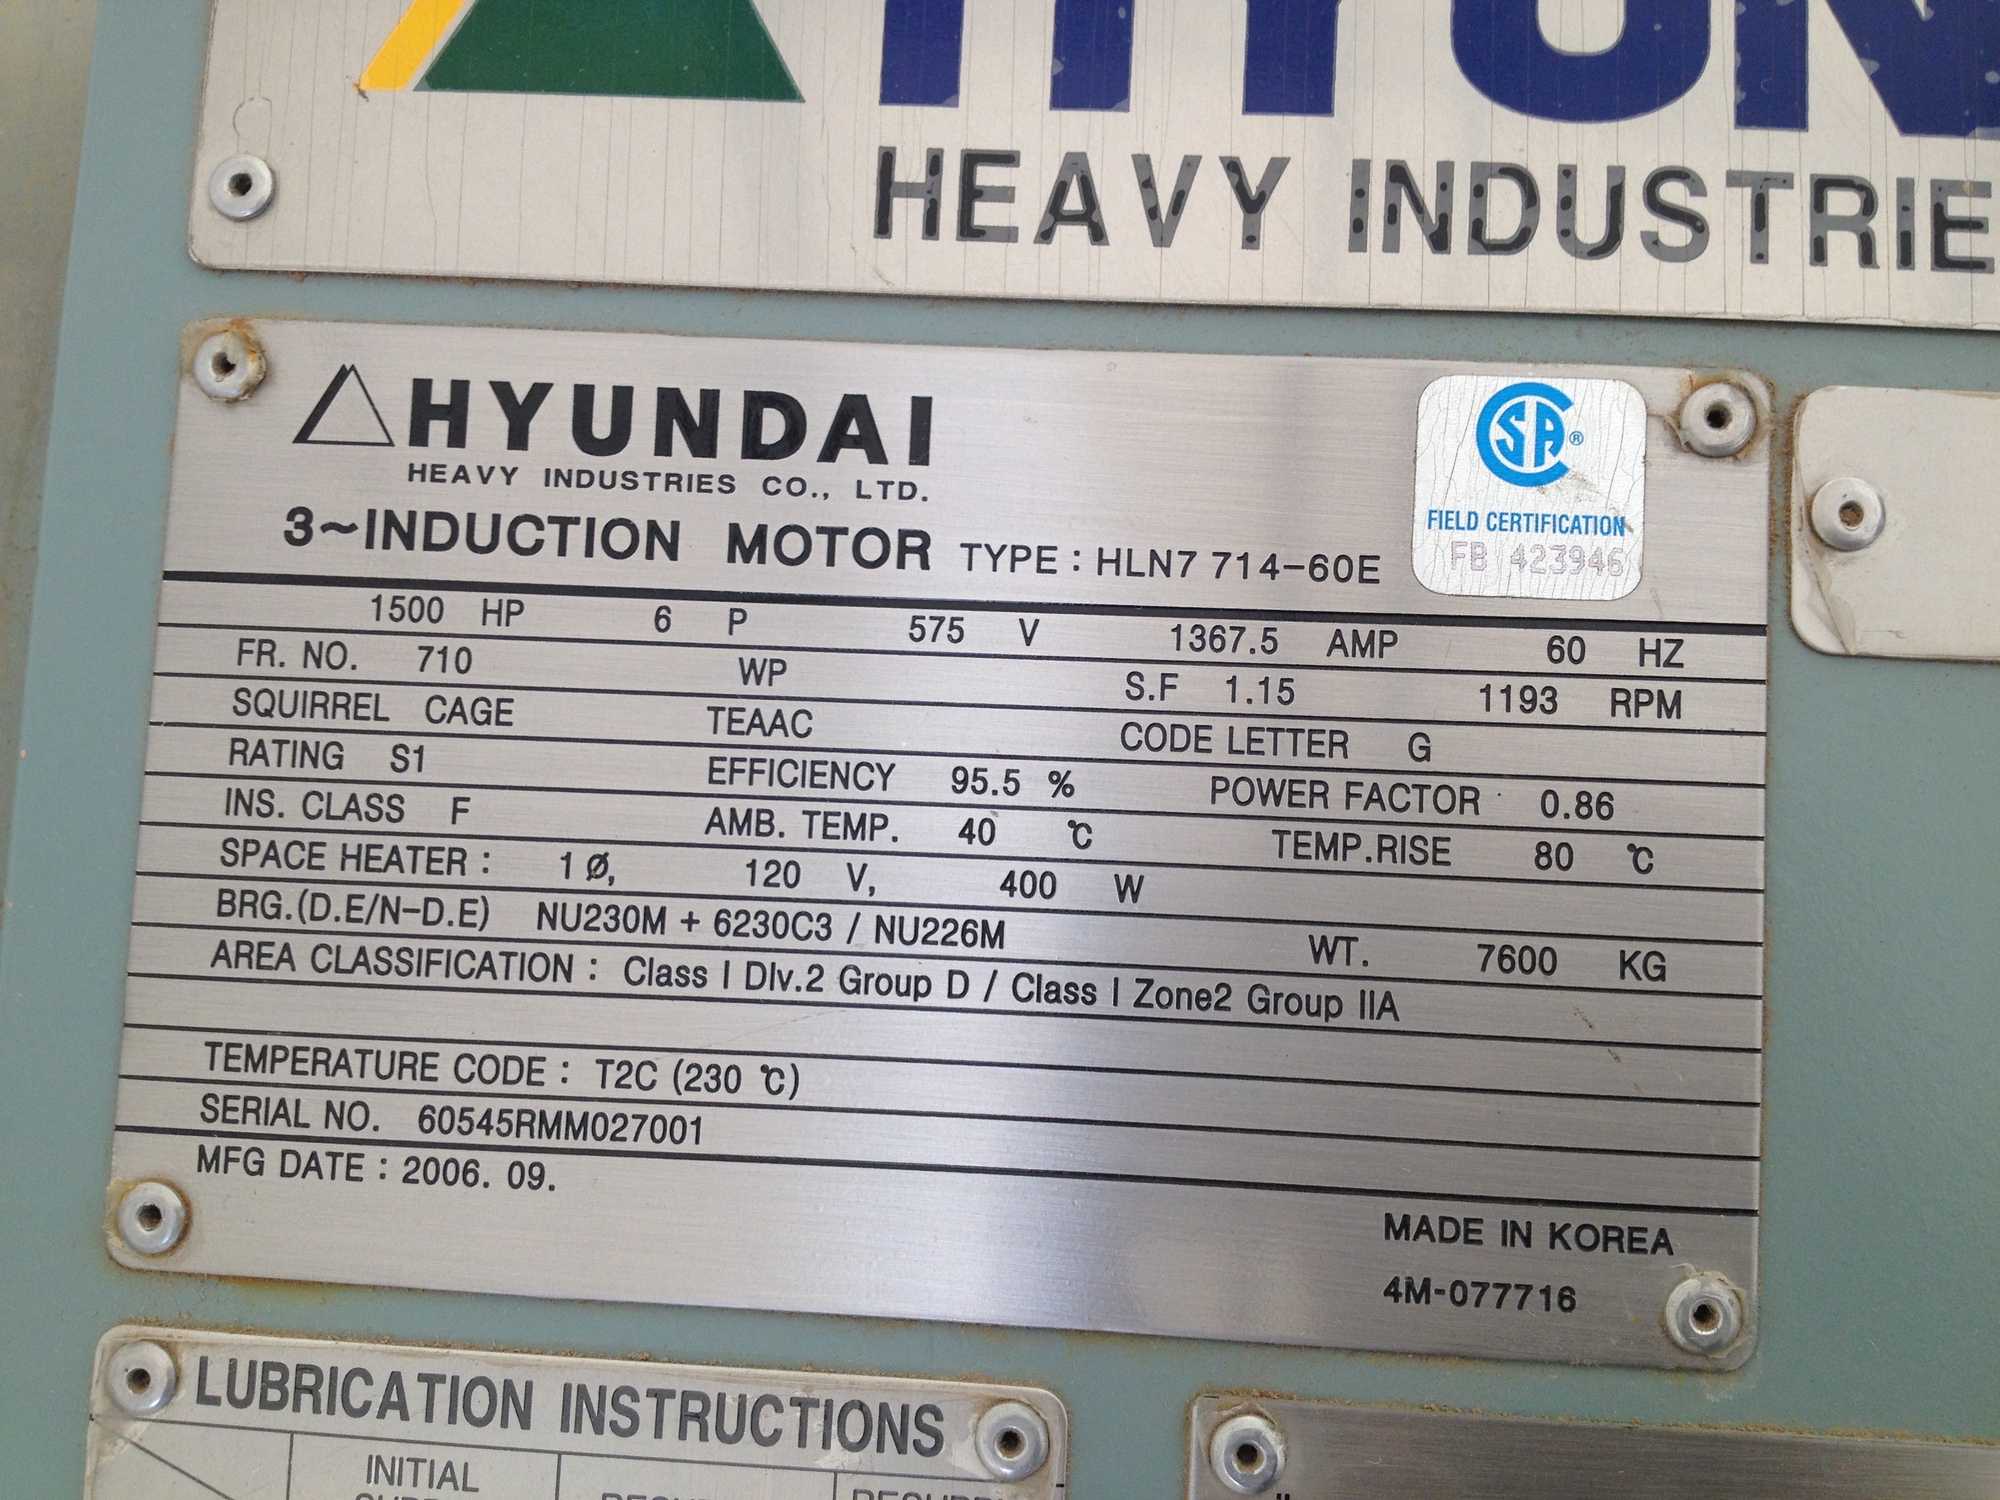 HEAVY INDUSTRIE
HYUNDAI
HEAVY INDUSTRIES CO., LTD.
3~INDUCTION MOTOR TYPE : HLN7 714-60E
CSA ®
FIELD CERTIFICATION
FB 423946
1500 HP 6 P 575 V 1367.5 AMP 60 HZ
FR. NO. 710 WP S.F 1.15 1193 RPM
SQUIRREL CAGE TEAAC CODE LETTER G
RATING S1 EFFICIENCY 95.5 % POWER FACTOR 0.86
INS. CLASS F AMB. TEMP. 40 ℃ TEMP.RISE 80 ℃
SPACE HEATER : 1 Ø, 120 V, 400 W
BRG.(D.E/N-D.E) NU230M + 6230C3 / NU226M WT. 7600 KG
AREA CLASSIFICATION : Class I DIv.2 Group D / Class I Zone2 Group IIA
TEMPERATURE CODE : T2C (230 ℃)
SERIAL NO. 60545RMM027001
MFG DATE : 2006. 09.
MADE IN KOREA
4M-077716
LUBRICATION INSTRUCTIONS
INITIAL